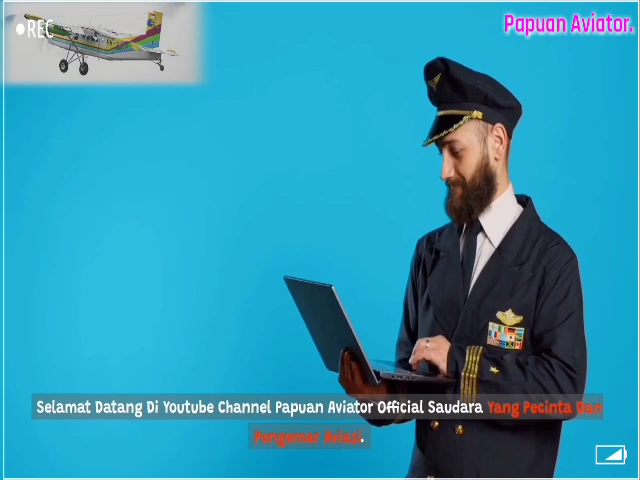 REC
Papuan Aviator.
Selamat Datang Di Youtube Channel Papuan Aviator Official Saudara Yang Pecinta Dan
Pengemar Aviasi.